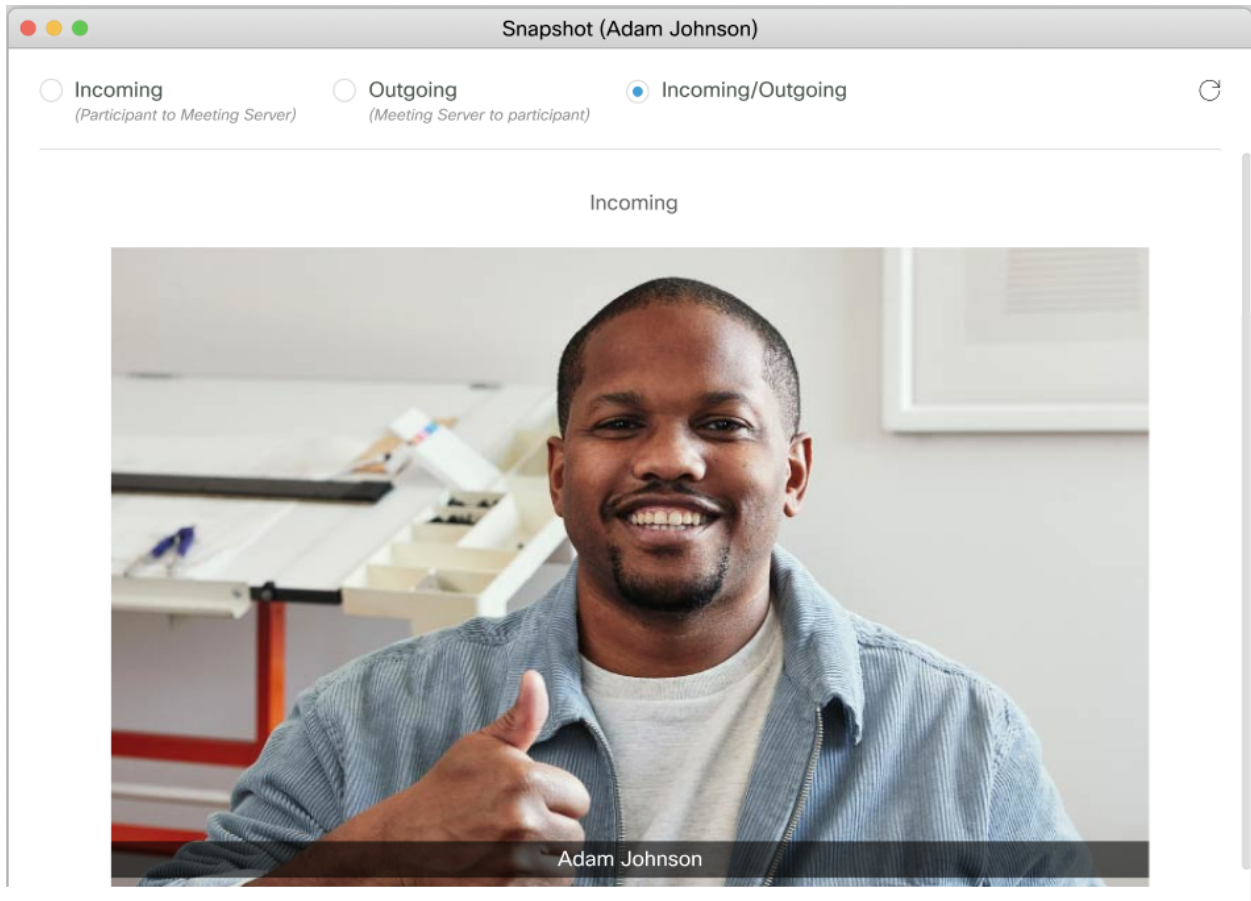 Snapshot (Adam Johnson)
Incoming
(Participant to Meeting Server)
Outgoing
(Meeting Server to participant)
Incoming/Outgoing
Incoming
Adam Johnson